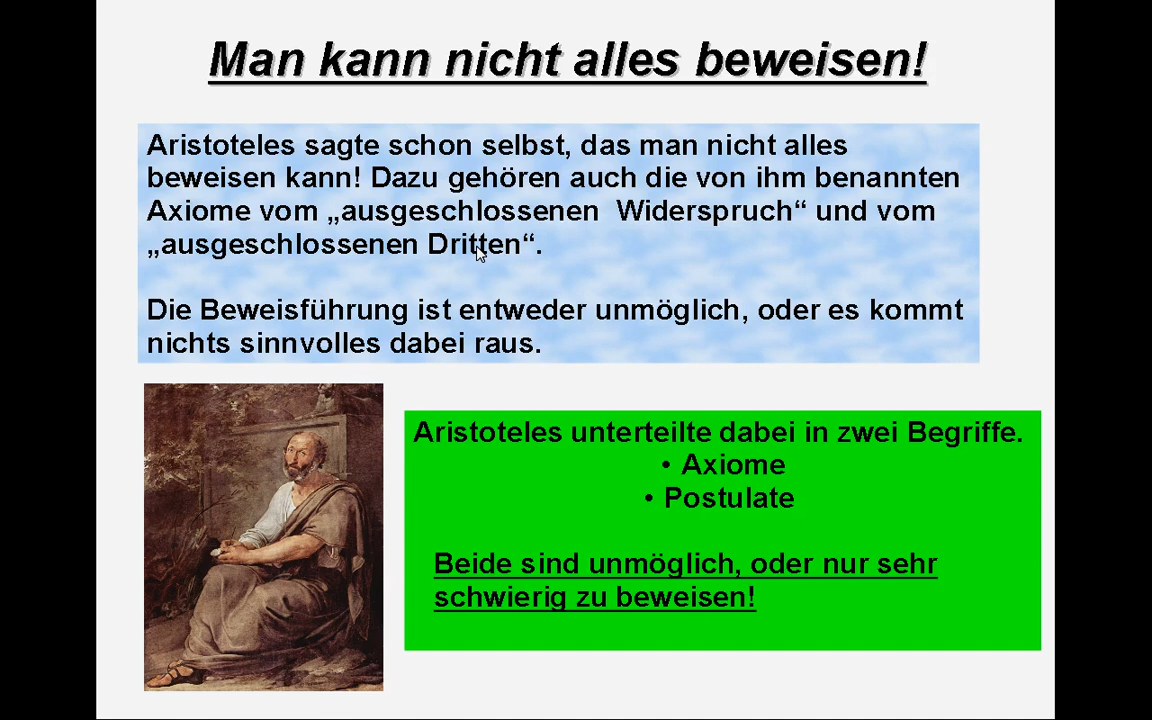 Man kann nicht alles beweisen!
Aristoteles sagte schon selbst, das man nicht alles
beweisen kann! Dazu gehören auch die von ihm benannten
Axiome vom „ausgeschlossenen  Widerspruch“ und vom
„ausgeschlossenen Dritten“.
Die Beweisführung ist entweder unmöglich, oder es kommt
nichts sinnvolles dabei raus.
Aristoteles unterteilte dabei in zwei Begriffe.
• Axiome
• Postulate
Beide sind unmöglich, oder nur sehr
schwierig zu beweisen!